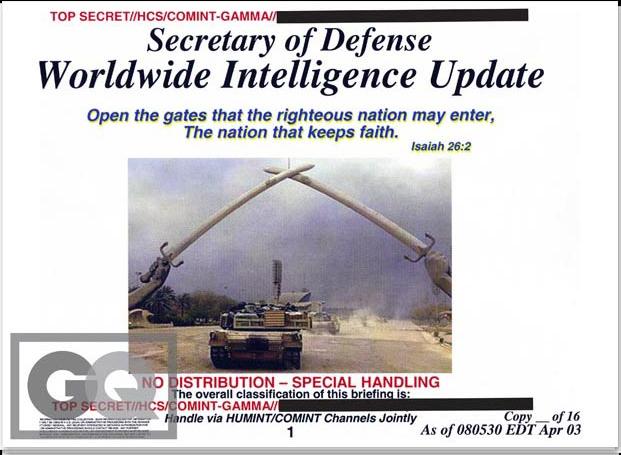 TOP SECRET//HCS/COMINT-GAMMA//
Secretary of Defense
Worldwide Intelligence Update
Open the gates that the righteous nation may enter,
The nation that keeps faith.
Isaiah 26:2
GQ
NO DISTRIBUTION – SPECIAL HANDLING
The overall classification of this briefing is:
TOP SECRET//HCS/COMINT-GAMMA//
Handle via HUMINT/COMINT Channels Jointly
1
Copy __ of 16
As of 080530 EDT Apr 03